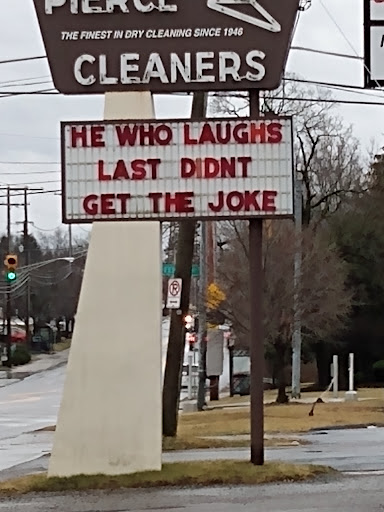 PIERCE
THE FINEST IN DRY CLEANING SINCE 1946
CLEANERS
HE WHO LAUGHS
LAST DIDNT
GET THE JOKE